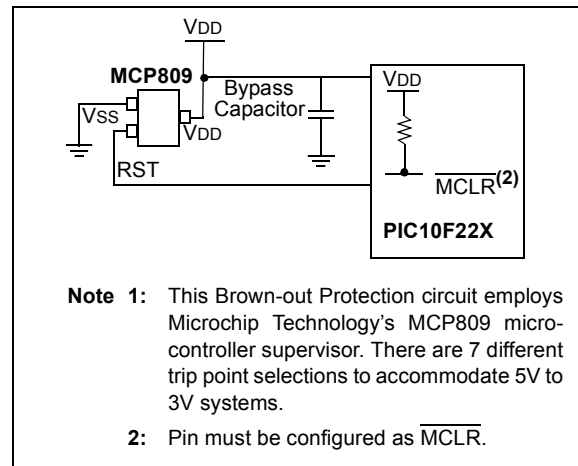 VDD
MCP809
Bypass
Capacitor
VSS
VDD
RST
VDD
MCLR(2)
PIC10F22X
Note 1: This Brown-out Protection circuit employs
Microchip Technology's MCP809 micro-
controller supervisor. There are 7 different
trip point selections to accommodate 5V to
3V systems.
2: Pin must be configured as MCLR.